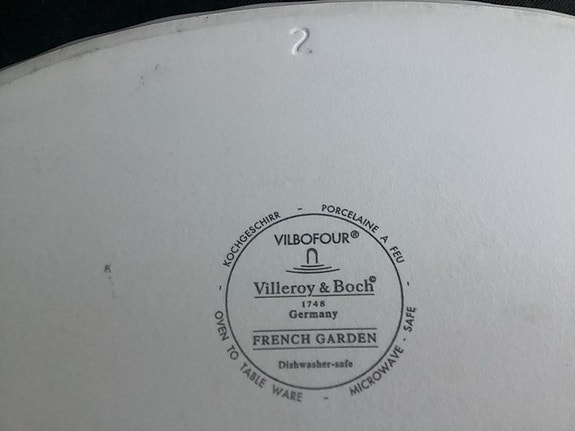 2
KOCHGESCHIRR - PORCELAINE A FEU -
VILBOFOUR®
Villeroy & Boch©
1748
Germany
FRENCH GARDEN
Dishwasher-safe
- OVEN TO TABLE WARE - MICROWAVE - SAFE